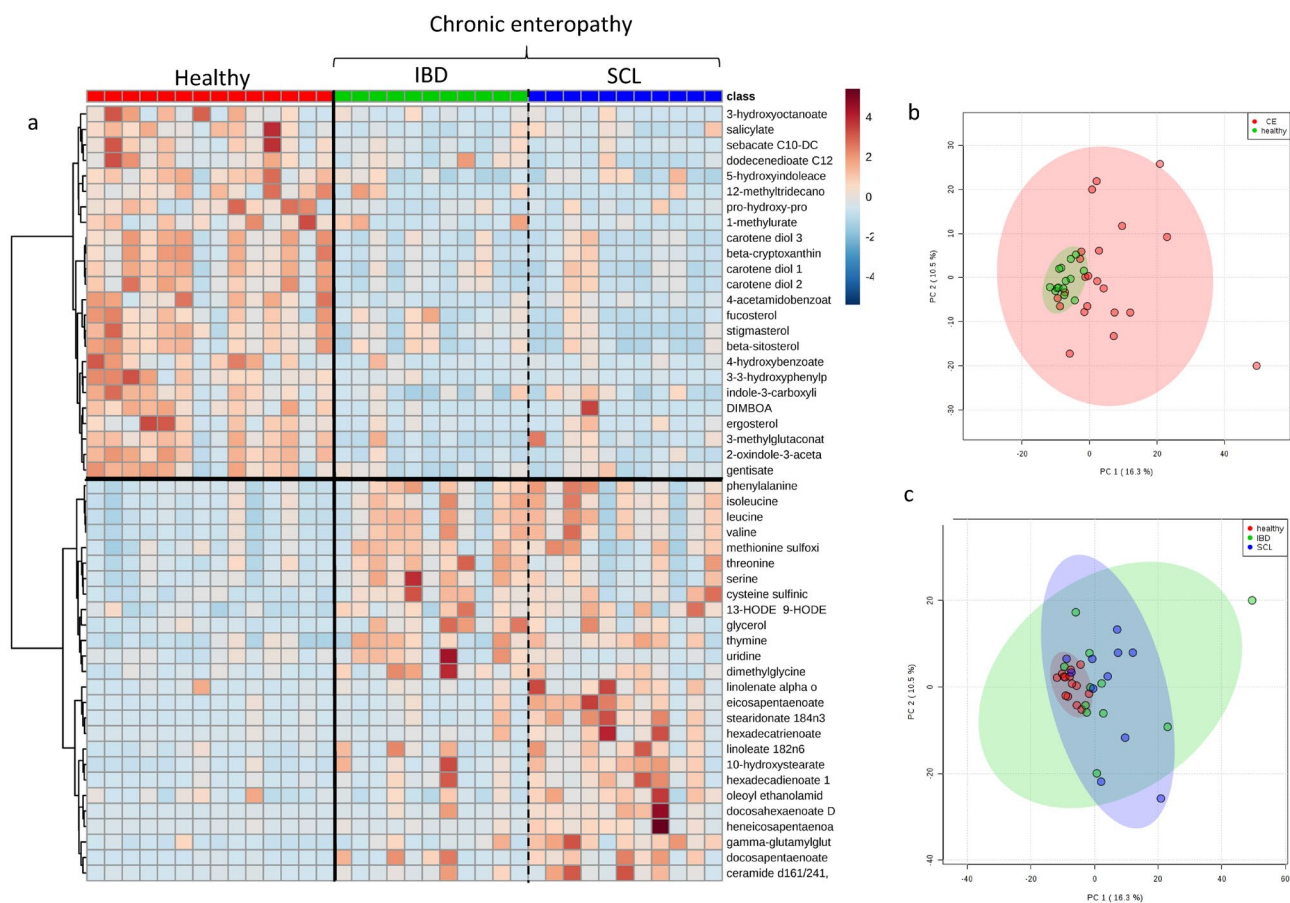 Chronic enteropathy
Healthy
IBD
SCL
a
class
3-hydroxyoctanoate
salicylate
sebacate C10-DC
dodecenedioate C12
5-hydroxyindoleace
12-methyltridecano
pro-hydroxy-pro
1-methylurate
carotene diol 3
beta-cryptoxanthin
carotene diol 1
carotene diol 2
4-acetamidobenzoat
fucosterol
stigmasterol
beta-sitosterol
4-hydroxybenzoate
3-3-hydroxyphenylp
indole-3-carboxyli
DIMBOA
ergosterol
3-methylglutaconat
2-oxindole-3-aceta
gentisate
phenylalanine
isoleucine
leucine
valine
methionine sulfoxi
threonine
serine
cysteine sulfinic
13-HODE 9-HODE
glycerol
thymine
uridine
dimethylglycine
linolenate alpha o
eicosapentaenoate
stearidonate 184n3
hexadecatrienoate
linoleate 182n6
10-hydroxystearate
hexadecadienoate 1
oleoyl ethanolamid
docosahexaenoate D
heneicosapentaenoa
gamma-glutamylglut
docosapentaenoate
ceramide d161/241,
4
2
0
-2
-4
b
CE
healthy
30
20
10
0
-10
-20
-30
PC 2 ( 10.5 %)
-20
0
20
40
60
PC 1 ( 16.3 %)
c
healthy
IBD
SCL
20
0
-20
-40
PC 2 ( 10.5 %)
-40
-20
0
20
40
60
PC 1 ( 16.3 %)